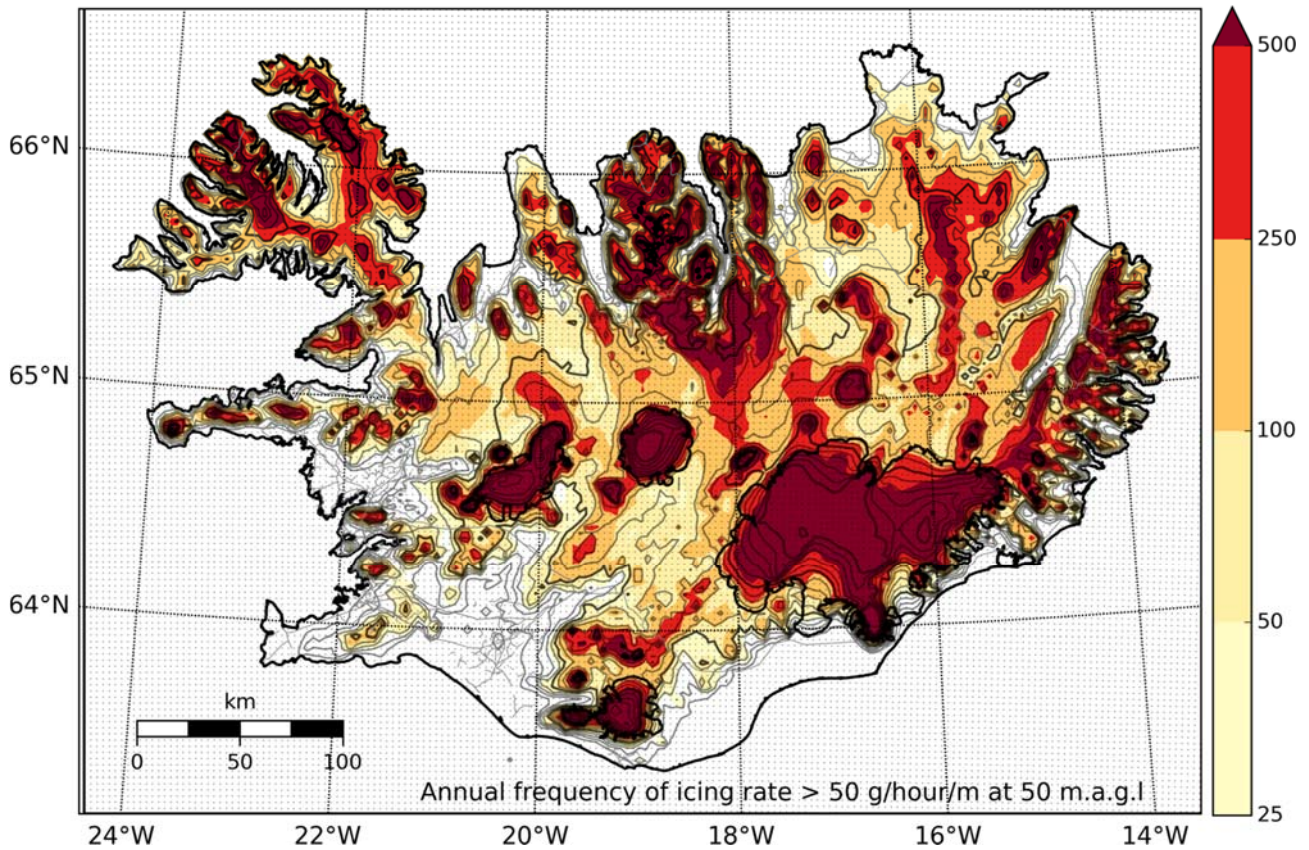 500
250
100
50
25
66°N
65°N
64°N
km
0 50 100
Annual frequency of icing rate > 50 g/hour/m at 50 m.a.g.l
24°W 22°W 20°W 18°W 16°W 14°W